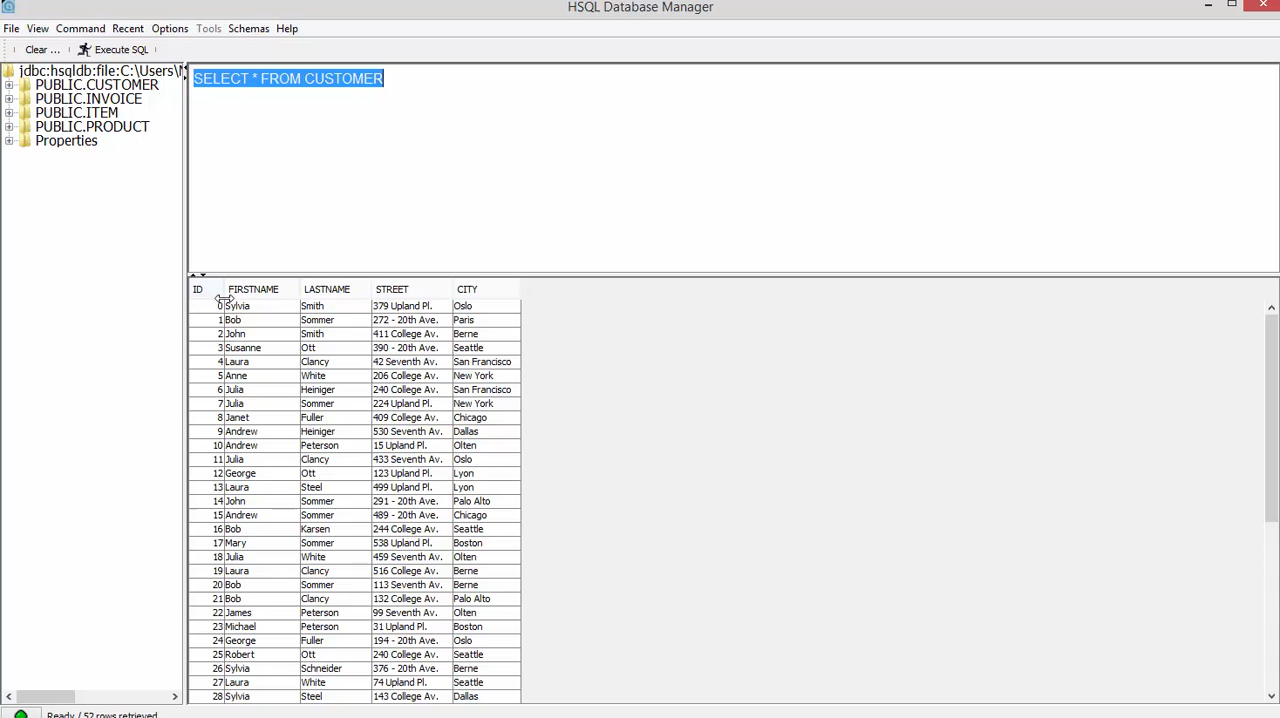 HSQL Database Manager
File View Command Recent Options Tools Schemas Help
Clear ... Execute SQL
jdbc:hsqldb:file:C:\Users\
PUBLIC.CUSTOMER
PUBLIC.INVOICE
PUBLIC.ITEM
PUBLIC.PRODUCT
Properties
SELECT * FROM CUSTOMER
ID FIRSTNAME LASTNAME STREET CITY
0 Sylvia Smith 379 Upland Pl. Oslo
1 Bob Sommer 272 - 20th Ave. Paris
2 John Smith 411 College Av. Berne
3 Susanne Ott 390 - 20th Ave. Seattle
4 Laura Clancy 42 Seventh Av. San Francisco
5 Anne White 206 College Av. New York
6 Julia Heiniger 240 College Av. San Francisco
7 Julia Sommer 224 Upland Pl. New York
8 Janet Fuller 409 College Av. Chicago
9 Andrew Heiniger 530 Seventh Av. Dallas
10 Andrew Peterson 15 Upland Pl. Olten
11 Julia Clancy 433 Seventh Av. Oslo
12 George Ott 123 Upland Pl. Lyon
13 Laura Steel 499 Upland Pl. Lyon
14 John Sommer 291 - 20th Ave. Palo Alto
15 Andrew Sommer 489 - 20th Ave. Chicago
16 Bob Karsen 244 College Av. Seattle
17 Mary Sommer 538 Upland Pl. Boston
18 Julia White 459 Seventh Av. Olten
19 Laura Clancy 516 College Av. Berne
20 Bob Sommer 113 Seventh Av. Berne
21 Bob Clancy 132 College Av. Palo Alto
22 James Peterson 99 Seventh Av. Olten
23 Michael Peterson 31 Upland Pl. Boston
24 George Fuller 194 - 20th Ave. Oslo
25 Robert Ott 240 College Av. Seattle
26 Sylvia Schneider 376 - 20th Ave. Berne
27 Laura White 74 Upland Pl. Seattle
28 Sylvia Steel 143 College Av. Dallas
Ready / 52 rows retrieved